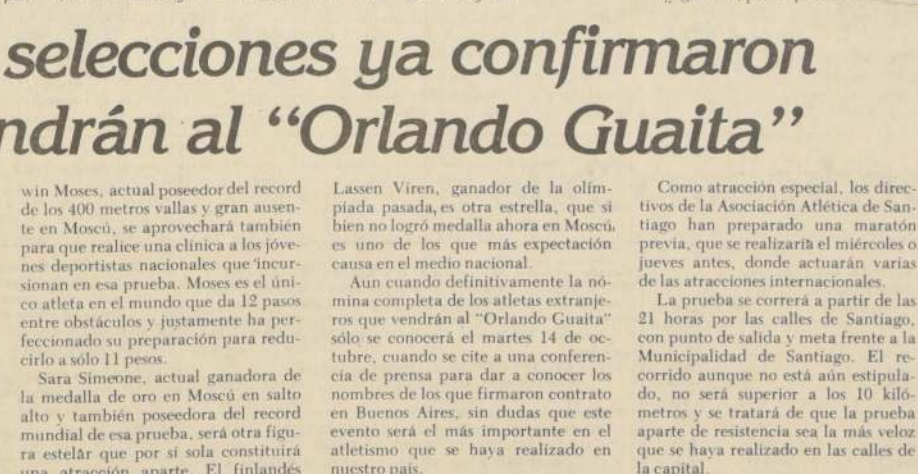 selecciones ya confirmaron
ndrán al “Orlando Guaita”
win Moses, actual poseedor del record
de los 400 metros vallas y gran ausen-
te en Moscú, se aprovechará también
para que realice una clínica a los jóve-
nes deportistas nacionales que incur-
sionan en esa prueba. Moses es el úni-
co atleta en el mundo que da 12 pasos
entre obstáculos y justamente ha per-
feccionado su preparación para redu-
cirlo a sólo 11 pesos.
Sara Simeone, actual ganadora de
la medalla de oro en Moscú en salto
alto y también poseedora del record
mundial de esa prueba, será otra figu-
ra estelar que por sí sola constituirá
una atracción aparte. El finlandés
Lassen Viren, ganador de la olim-
piada pasada, es otra estrella, que si
bien no logró medalla ahora en Moscú,
es uno de los que más expectación
causa en el medio nacional.
Aun cuando definitivamente la nó-
mina completa de los atletas extranje-
ros que vendrán al “Orlando Guaita”
sólo se conocerá el martes 14 de oc-
tubre, cuando se cite a una conferen-
cia de prensa para dar a conocer los
nombres de los que firmaron contrato
en Buenos Aires, sin dudas que este
evento será el más importante en el
atletismo que se haya realizado en
nuestro país.
Como atracción especial, los direc-
tivos de la Asociación Atlética de San-
tiago han preparado una maratón
previa, que se realizaría el miércoles o
jueves antes, donde actuarán varias
de las atracciones internacionales.
La prueba se correrá a partir de las
21 horas por las calles de Santiago,
con punto de salida y meta frente a la
Municipalidad de Santiago. El re-
corrido aunque no está aún estipula-
do, no será superior a los 10 kiló-
metros y se tratará de que la prueba
aparte de resistencia sea la más veloz
que se haya realizado en las calles de
la capital.